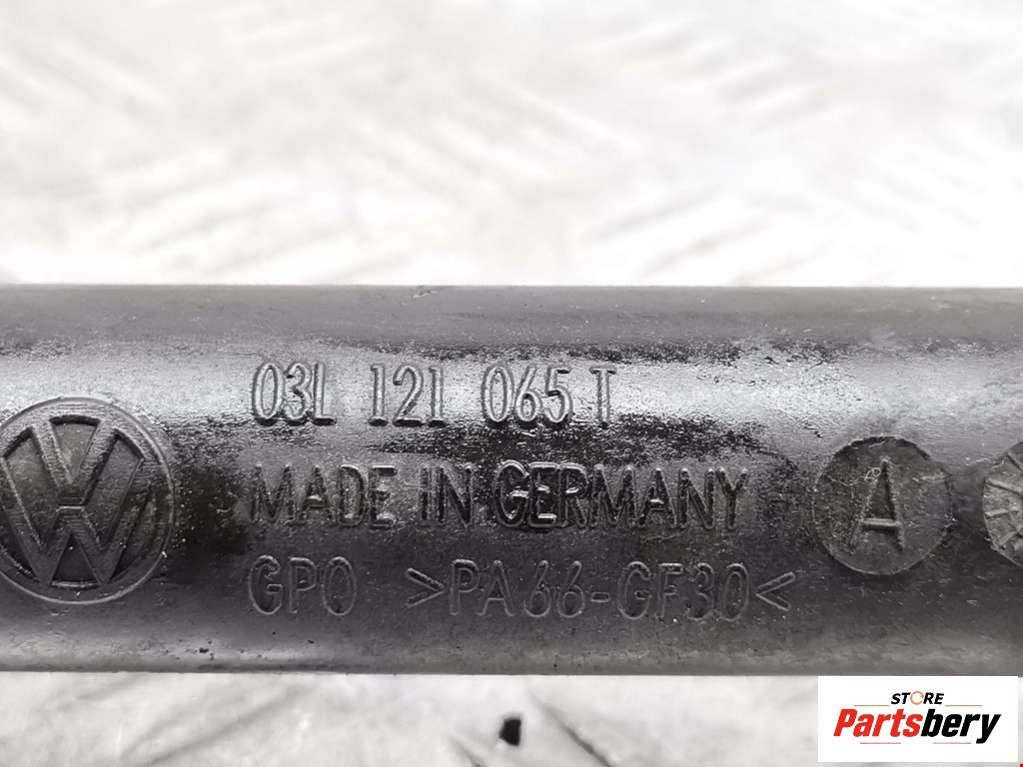 03L 121 065 T
MADE IN GERMANY
GPO >PA66-GF30<
A
STORE
Partsbery